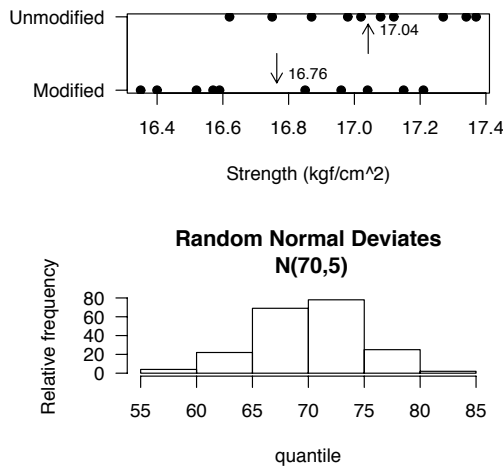 Unmodified
17.04
16.76
Modified
16.4 16.6 16.8 17.0 17.2 17.4
Strength (kgf/cm^2)
Random Normal Deviates
N(70,5)
Relative frequency
80
60
40
20
0
55 60 65 70 75 80 85
quantile